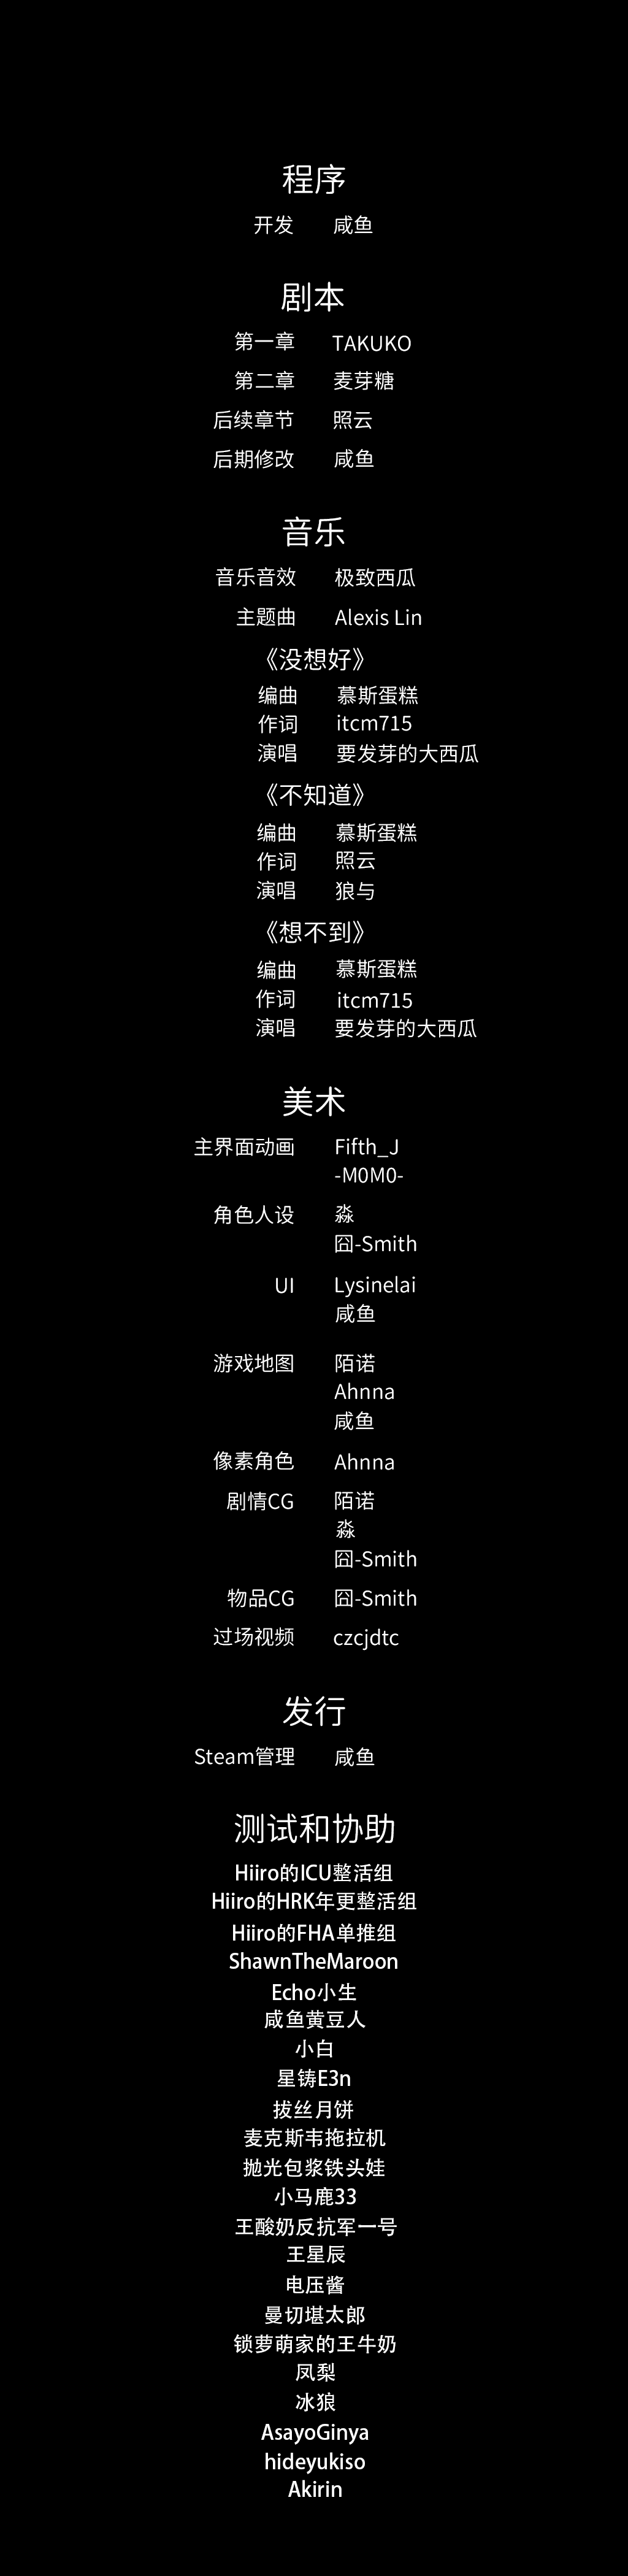 程序
开发 咸鱼
剧本
第一章 TAKUKO
第二章 麦芽糖
后续章节 照云
后期修改 咸鱼
音乐
音乐音效 极致西瓜
主题曲 Alexis Lin
《没想好》
编曲 慕斯蛋糕
作词 itcm715
演唱 要发芽的大西瓜
《不知道》
编曲 慕斯蛋糕
作词 照云
演唱 狼与
《想不到》
编曲 慕斯蛋糕
作词 itcm715
演唱 要发芽的大西瓜
美术
主界面动画 Fifth_J
-M0M0-
角色人设 淼
囧-Smith
UI Lysinelai
咸鱼
游戏地图 陌诺
Ahnna
咸鱼
像素角色 Ahnna
剧情CG 陌诺
淼
囧-Smith
物品CG 囧-Smith
过场视频 czcjdtc
发行
Steam管理 咸鱼
测试和协助
Hiiro的ICU整活组
Hiiro的HRK年更整活组
Hiiro的FHA单推组
ShawnTheMaroon
Echo小生
咸鱼黄豆人
小白
星铸E3n
拔丝月饼
麦克斯韦拖拉机
抛光包浆铁头娃
小马鹿33
王酸奶反抗军一号
王星辰
电压酱
曼切堪太郎
锁萝萌家的王牛奶
凤梨
冰狼
AsayoGinya
hideyukiso
Akirin